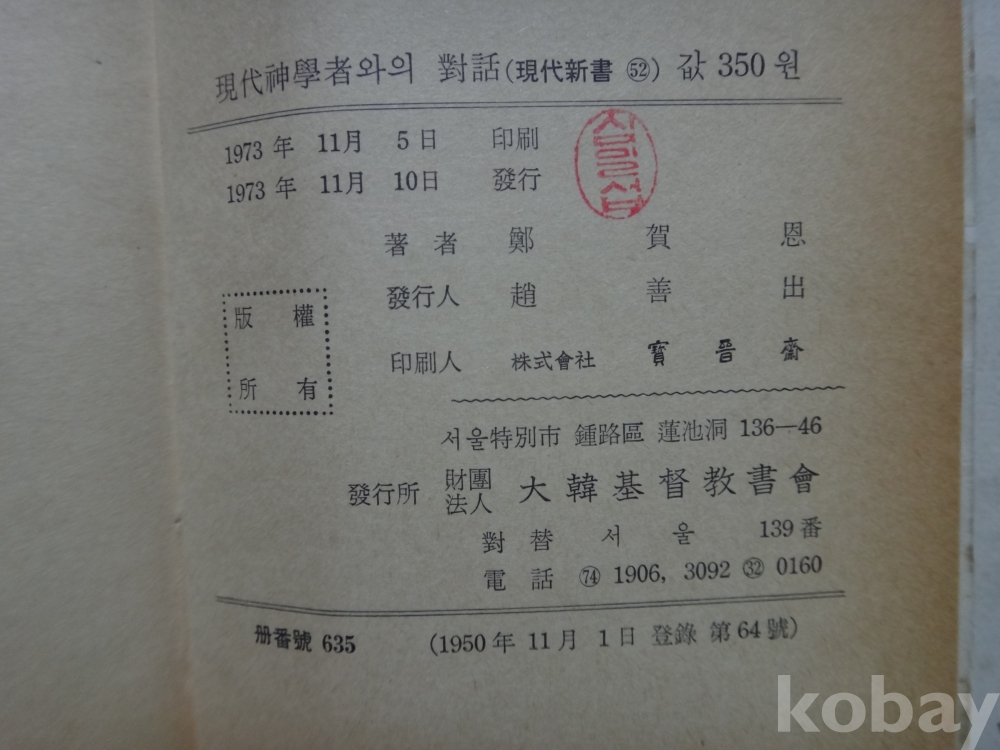 現代神學者와의 對話(現代新書 ㊾) 값 350원
1973年 11月 5日 印刷
1973年 11月 10日 發行
著者 鄭賀恩
發行人 趙善出
版權
所有
印刷人 株式會社 寶晋齋
서울特別市 鍾路區 蓮池洞 136—46
發行所 財團法人 大韓基督敎書會
對替 서울 139番
電話 (74) 1906, 3092 ㉜ 0160
册番號 635 (1950年 11月 1日 登錄 第64號)
kobay